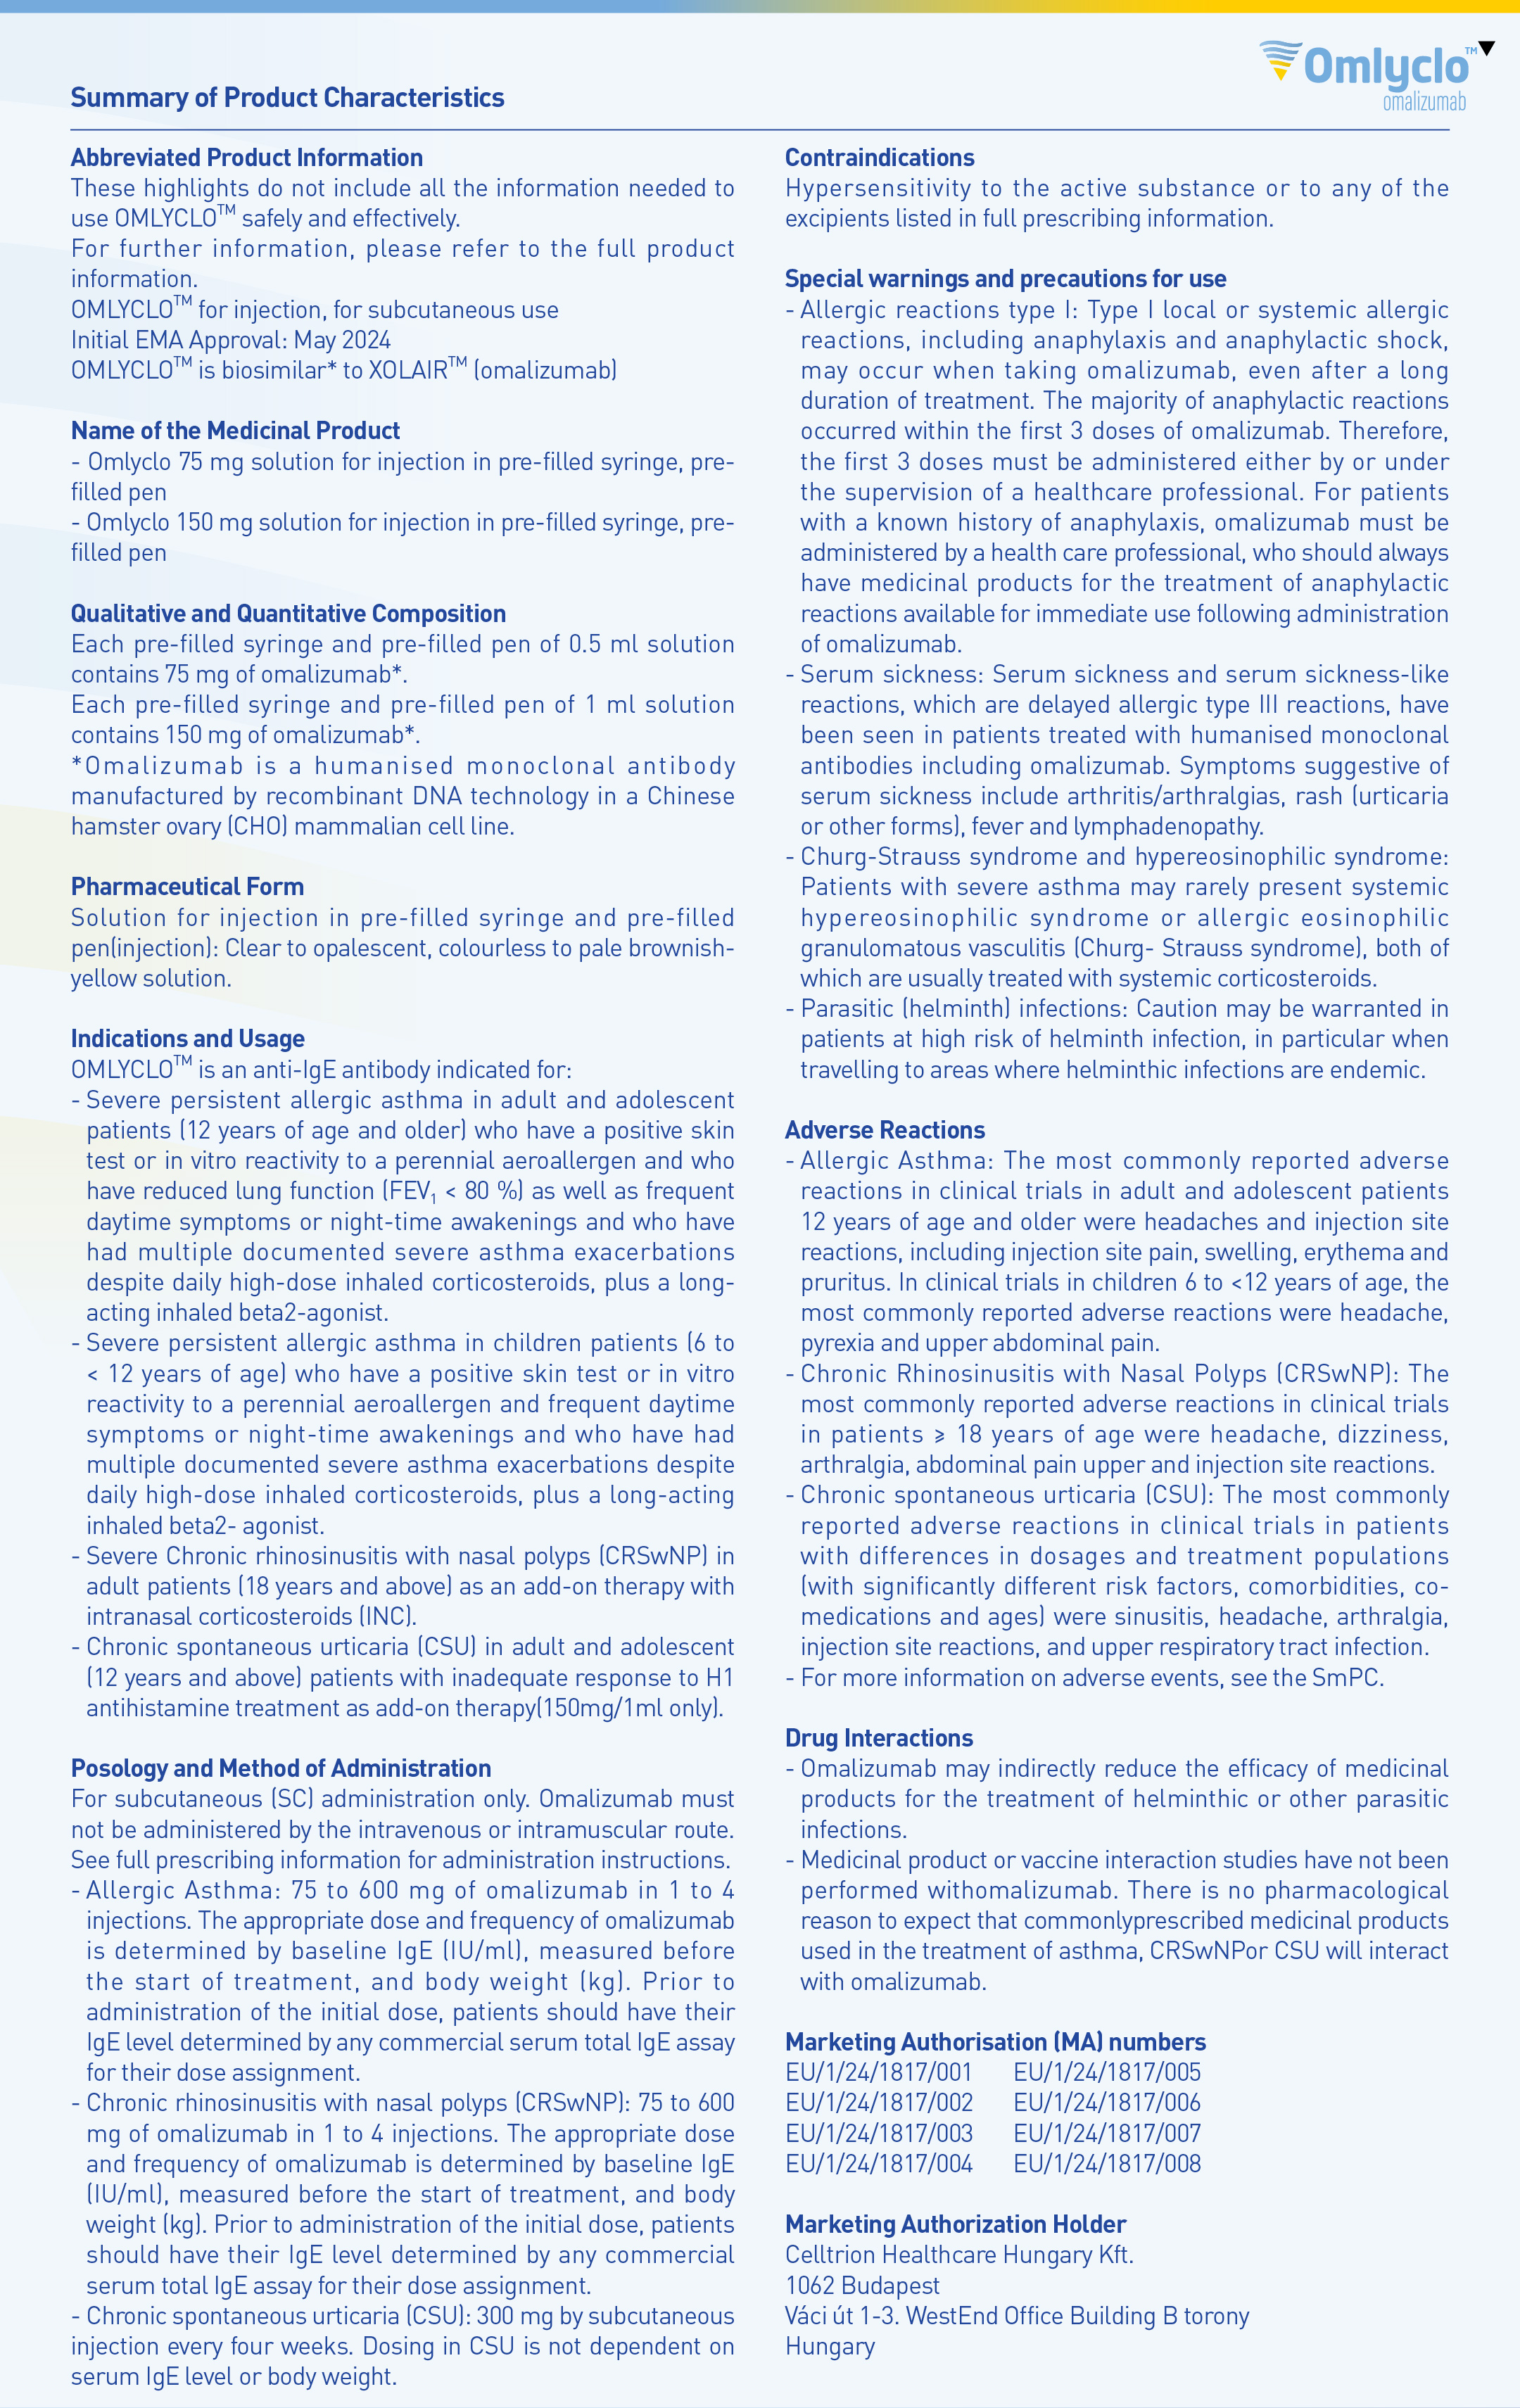 Omlyclo™▼
omalizumab
Summary of Product Characteristics
Abbreviated Product Information
These highlights do not include all the information needed to
use OMLYCLO™ safely and effectively.
For further information, please refer to the full product
information.
OMLYCLO™ for injection, for subcutaneous use
Initial EMA Approval: May 2024
OMLYCLO™ is biosimilar* to XOLAIR™ (omalizumab)
Name of the Medicinal Product
- Omlyclo 75 mg solution for injection in pre-filled syringe, pre-
filled pen
- Omlyclo 150 mg solution for injection in pre-filled syringe, pre-
filled pen
Qualitative and Quantitative Composition
Each pre-filled syringe and pre-filled pen of 0.5 ml solution
contains 75 mg of omalizumab*.
Each pre-filled syringe and pre-filled pen of 1 ml solution
contains 150 mg of omalizumab*.
*Omalizumab is a humanised monoclonal antibody
manufactured by recombinant DNA technology in a Chinese
hamster ovary (CHO) mammalian cell line.
Pharmaceutical Form
Solution for injection in pre-filled syringe and pre-filled
pen(injection): Clear to opalescent, colourless to pale brownish-
yellow solution.
Indications and Usage
OMLYCLO™ is an anti-IgE antibody indicated for:
- Severe persistent allergic asthma in adult and adolescent
patients (12 years of age and older) who have a positive skin
test or in vitro reactivity to a perennial aeroallergen and who
have reduced lung function (FEV₁ < 80 %) as well as frequent
daytime symptoms or night-time awakenings and who have
had multiple documented severe asthma exacerbations
despite daily high-dose inhaled corticosteroids, plus a long-
acting inhaled beta2-agonist.
- Severe persistent allergic asthma in children patients (6 to
< 12 years of age) who have a positive skin test or in vitro
reactivity to a perennial aeroallergen and frequent daytime
symptoms or night-time awakenings and who have had
multiple documented severe asthma exacerbations despite
daily high-dose inhaled corticosteroids, plus a long-acting
inhaled beta2- agonist.
- Severe Chronic rhinosinusitis with nasal polyps (CRSwNP) in
adult patients (18 years and above) as an add-on therapy with
intranasal corticosteroids (INC).
- Chronic spontaneous urticaria (CSU) in adult and adolescent
(12 years and above) patients with inadequate response to H1
antihistamine treatment as add-on therapy(150mg/1ml only).
Posology and Method of Administration
For subcutaneous (SC) administration only. Omalizumab must
not be administered by the intravenous or intramuscular route.
See full prescribing information for administration instructions.
- Allergic Asthma: 75 to 600 mg of omalizumab in 1 to 4
injections. The appropriate dose and frequency of omalizumab
is determined by baseline IgE (IU/ml), measured before
the start of treatment, and body weight (kg). Prior to
administration of the initial dose, patients should have their
IgE level determined by any commercial serum total IgE assay
for their dose assignment.
- Chronic rhinosinusitis with nasal polyps (CRSwNP): 75 to 600
mg of omalizumab in 1 to 4 injections. The appropriate dose
and frequency of omalizumab is determined by baseline IgE
(IU/ml), measured before the start of treatment, and body
weight (kg). Prior to administration of the initial dose, patients
should have their IgE level determined by any commercial
serum total IgE assay for their dose assignment.
- Chronic spontaneous urticaria (CSU): 300 mg by subcutaneous
injection every four weeks. Dosing in CSU is not dependent on
serum IgE level or body weight.
Contraindications
Hypersensitivity to the active substance or to any of the
excipients listed in full prescribing information.
Special warnings and precautions for use
- Allergic reactions type I: Type I local or systemic allergic
reactions, including anaphylaxis and anaphylactic shock,
may occur when taking omalizumab, even after a long
duration of treatment. The majority of anaphylactic reactions
occurred within the first 3 doses of omalizumab. Therefore,
the first 3 doses must be administered either by or under
the supervision of a healthcare professional. For patients
with a known history of anaphylaxis, omalizumab must be
administered by a health care professional, who should always
have medicinal products for the treatment of anaphylactic
reactions available for immediate use following administration
of omalizumab.
- Serum sickness: Serum sickness and serum sickness-like
reactions, which are delayed allergic type III reactions, have
been seen in patients treated with humanised monoclonal
antibodies including omalizumab. Symptoms suggestive of
serum sickness include arthritis/arthralgias, rash (urticaria
or other forms), fever and lymphadenopathy.
- Churg-Strauss syndrome and hypereosinophilic syndrome:
Patients with severe asthma may rarely present systemic
hypereosinophilic syndrome or allergic eosinophilic
granulomatous vasculitis (Churg- Strauss syndrome), both of
which are usually treated with systemic corticosteroids.
- Parasitic (helminth) infections: Caution may be warranted in
patients at high risk of helminth infection, in particular when
travelling to areas where helminthic infections are endemic.
Adverse Reactions
- Allergic Asthma: The most commonly reported adverse
reactions in clinical trials in adult and adolescent patients
12 years of age and older were headaches and injection site
reactions, including injection site pain, swelling, erythema and
pruritus. In clinical trials in children 6 to <12 years of age, the
most commonly reported adverse reactions were headache,
pyrexia and upper abdominal pain.
- Chronic Rhinosinusitis with Nasal Polyps (CRSwNP): The
most commonly reported adverse reactions in clinical trials
in patients ≥ 18 years of age were headache, dizziness,
arthralgia, abdominal pain upper and injection site reactions.
- Chronic spontaneous urticaria (CSU): The most commonly
reported adverse reactions in clinical trials in patients
with differences in dosages and treatment populations
(with significantly different risk factors, comorbidities, co-
medications and ages) were sinusitis, headache, arthralgia,
injection site reactions, and upper respiratory tract infection.
- For more information on adverse events, see the SmPC.
Drug Interactions
- Omalizumab may indirectly reduce the efficacy of medicinal
products for the treatment of helminthic or other parasitic
infections.
- Medicinal product or vaccine interaction studies have not been
performed withomalizumab. There is no pharmacological
reason to expect that commonlyprescribed medicinal products
used in the treatment of asthma, CRSwNPor CSU will interact
with omalizumab.
Marketing Authorisation (MA) numbers
EU/1/24/1817/001 EU/1/24/1817/005
EU/1/24/1817/002 EU/1/24/1817/006
EU/1/24/1817/003 EU/1/24/1817/007
EU/1/24/1817/004 EU/1/24/1817/008
Marketing Authorization Holder
Celltrion Healthcare Hungary Kft.
1062 Budapest
Váci út 1-3. WestEnd Office Building B torony
Hungary